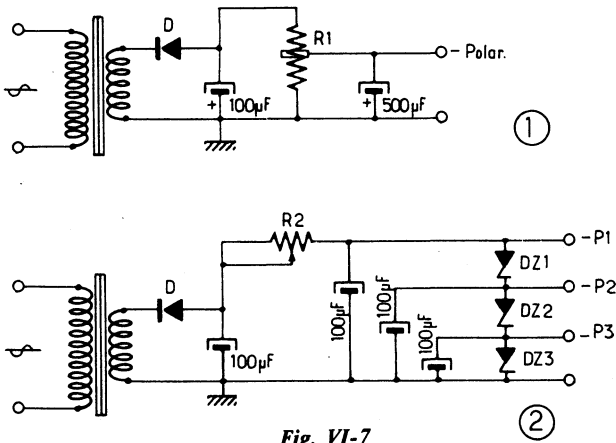 D
R1
- Polar.
+ 100µF
+ 500µF
1
R2
- P1
D
DZ1
100µF
100µF
- P2
DZ2
100µF
- P3
100µF
DZ3
2
Fig. VI-7